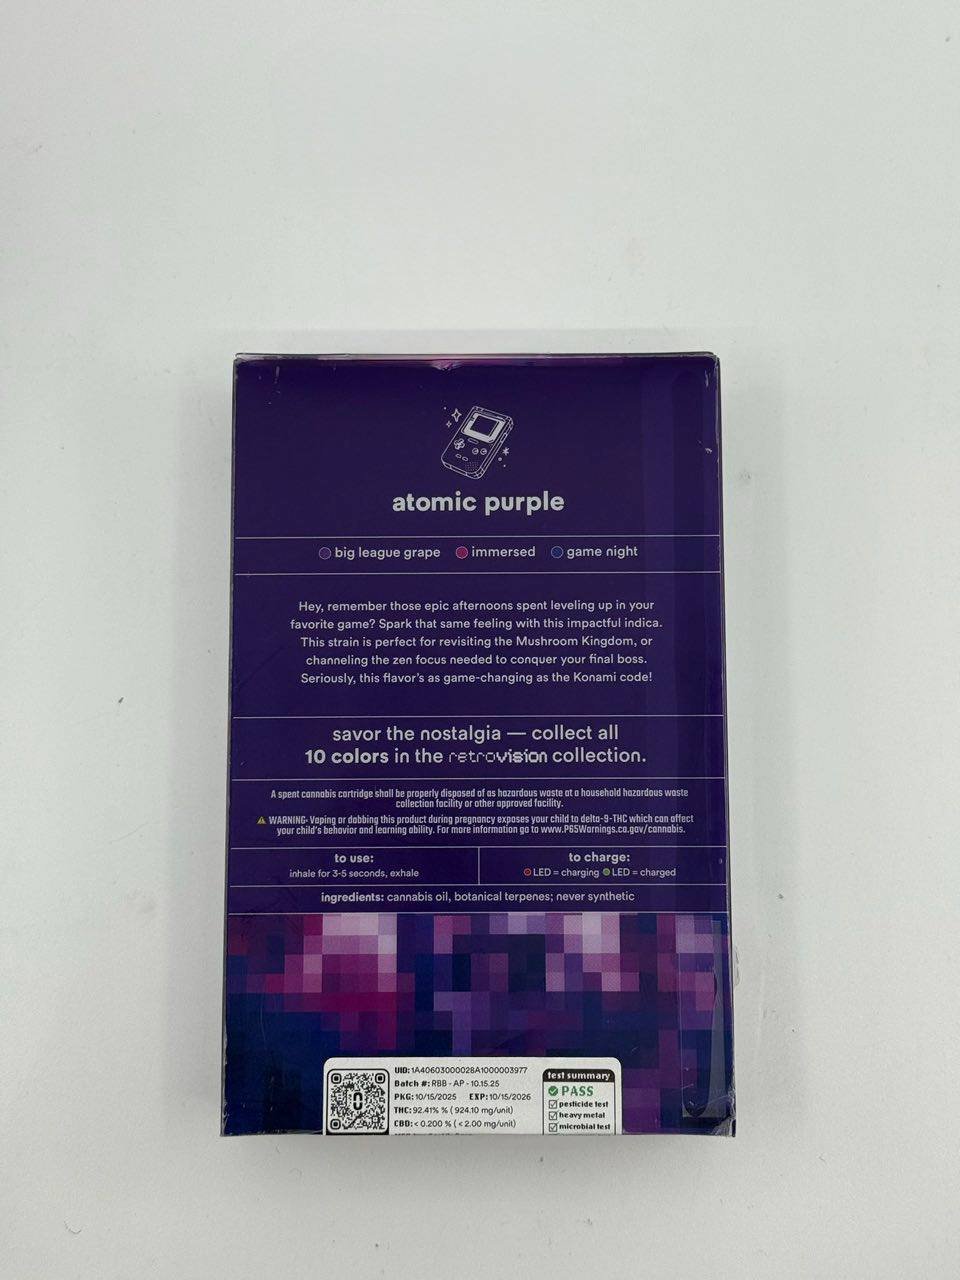 atomic purple
big league grape immersed game night
Hey, remember those epic afternoons spent leveling up in your
favorite game? Spark that same feeling with this impactful indica.
This strain is perfect for revisiting the Mushroom Kingdom, or
channeling the zen focus needed to conquer your final boss.
Seriously, this flavor's as game-changing as the Konami code!
savor the nostalgia — collect all
10 colors in the retrovision collection.
A spent cannabis cartridge shall be properly disposed of as hazardous waste at a household hazardous waste
collection facility or other approved facility.
⚠ WARNING: Vaping or dabbing this product during pregnancy exposes your child to delta-9-THC which can affect
your child's behavior and learning ability. For more information go to www.P65Warnings.ca.gov/cannabis.
to use:
inhale for 3-5 seconds, exhale
to charge:
LED = charging LED = charged
ingredients: cannabis oil, botanical terpenes; never synthetic
UID: 1A40603000028A1000003977
Batch #: RBB - AP - 10.15.25
PKG: 10/15/2025 EXP: 10/15/2026
THC: 92.41% % ( 924.10 mg/unit)
CBD: < 0.200 % ( < 2.00 mg/unit)
test summary
PASS
pesticide test
heavy metal
microbial test